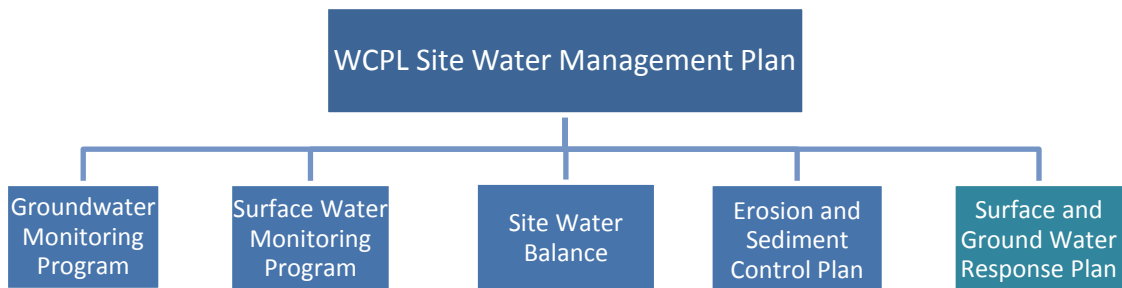 WCPL Site Water Management Plan
Groundwater
Monitoring
Program
Surface Water
Monitoring
Program
Site Water
Balance
Erosion and
Sediment
Control Plan
Surface and
Ground Water
Response Plan